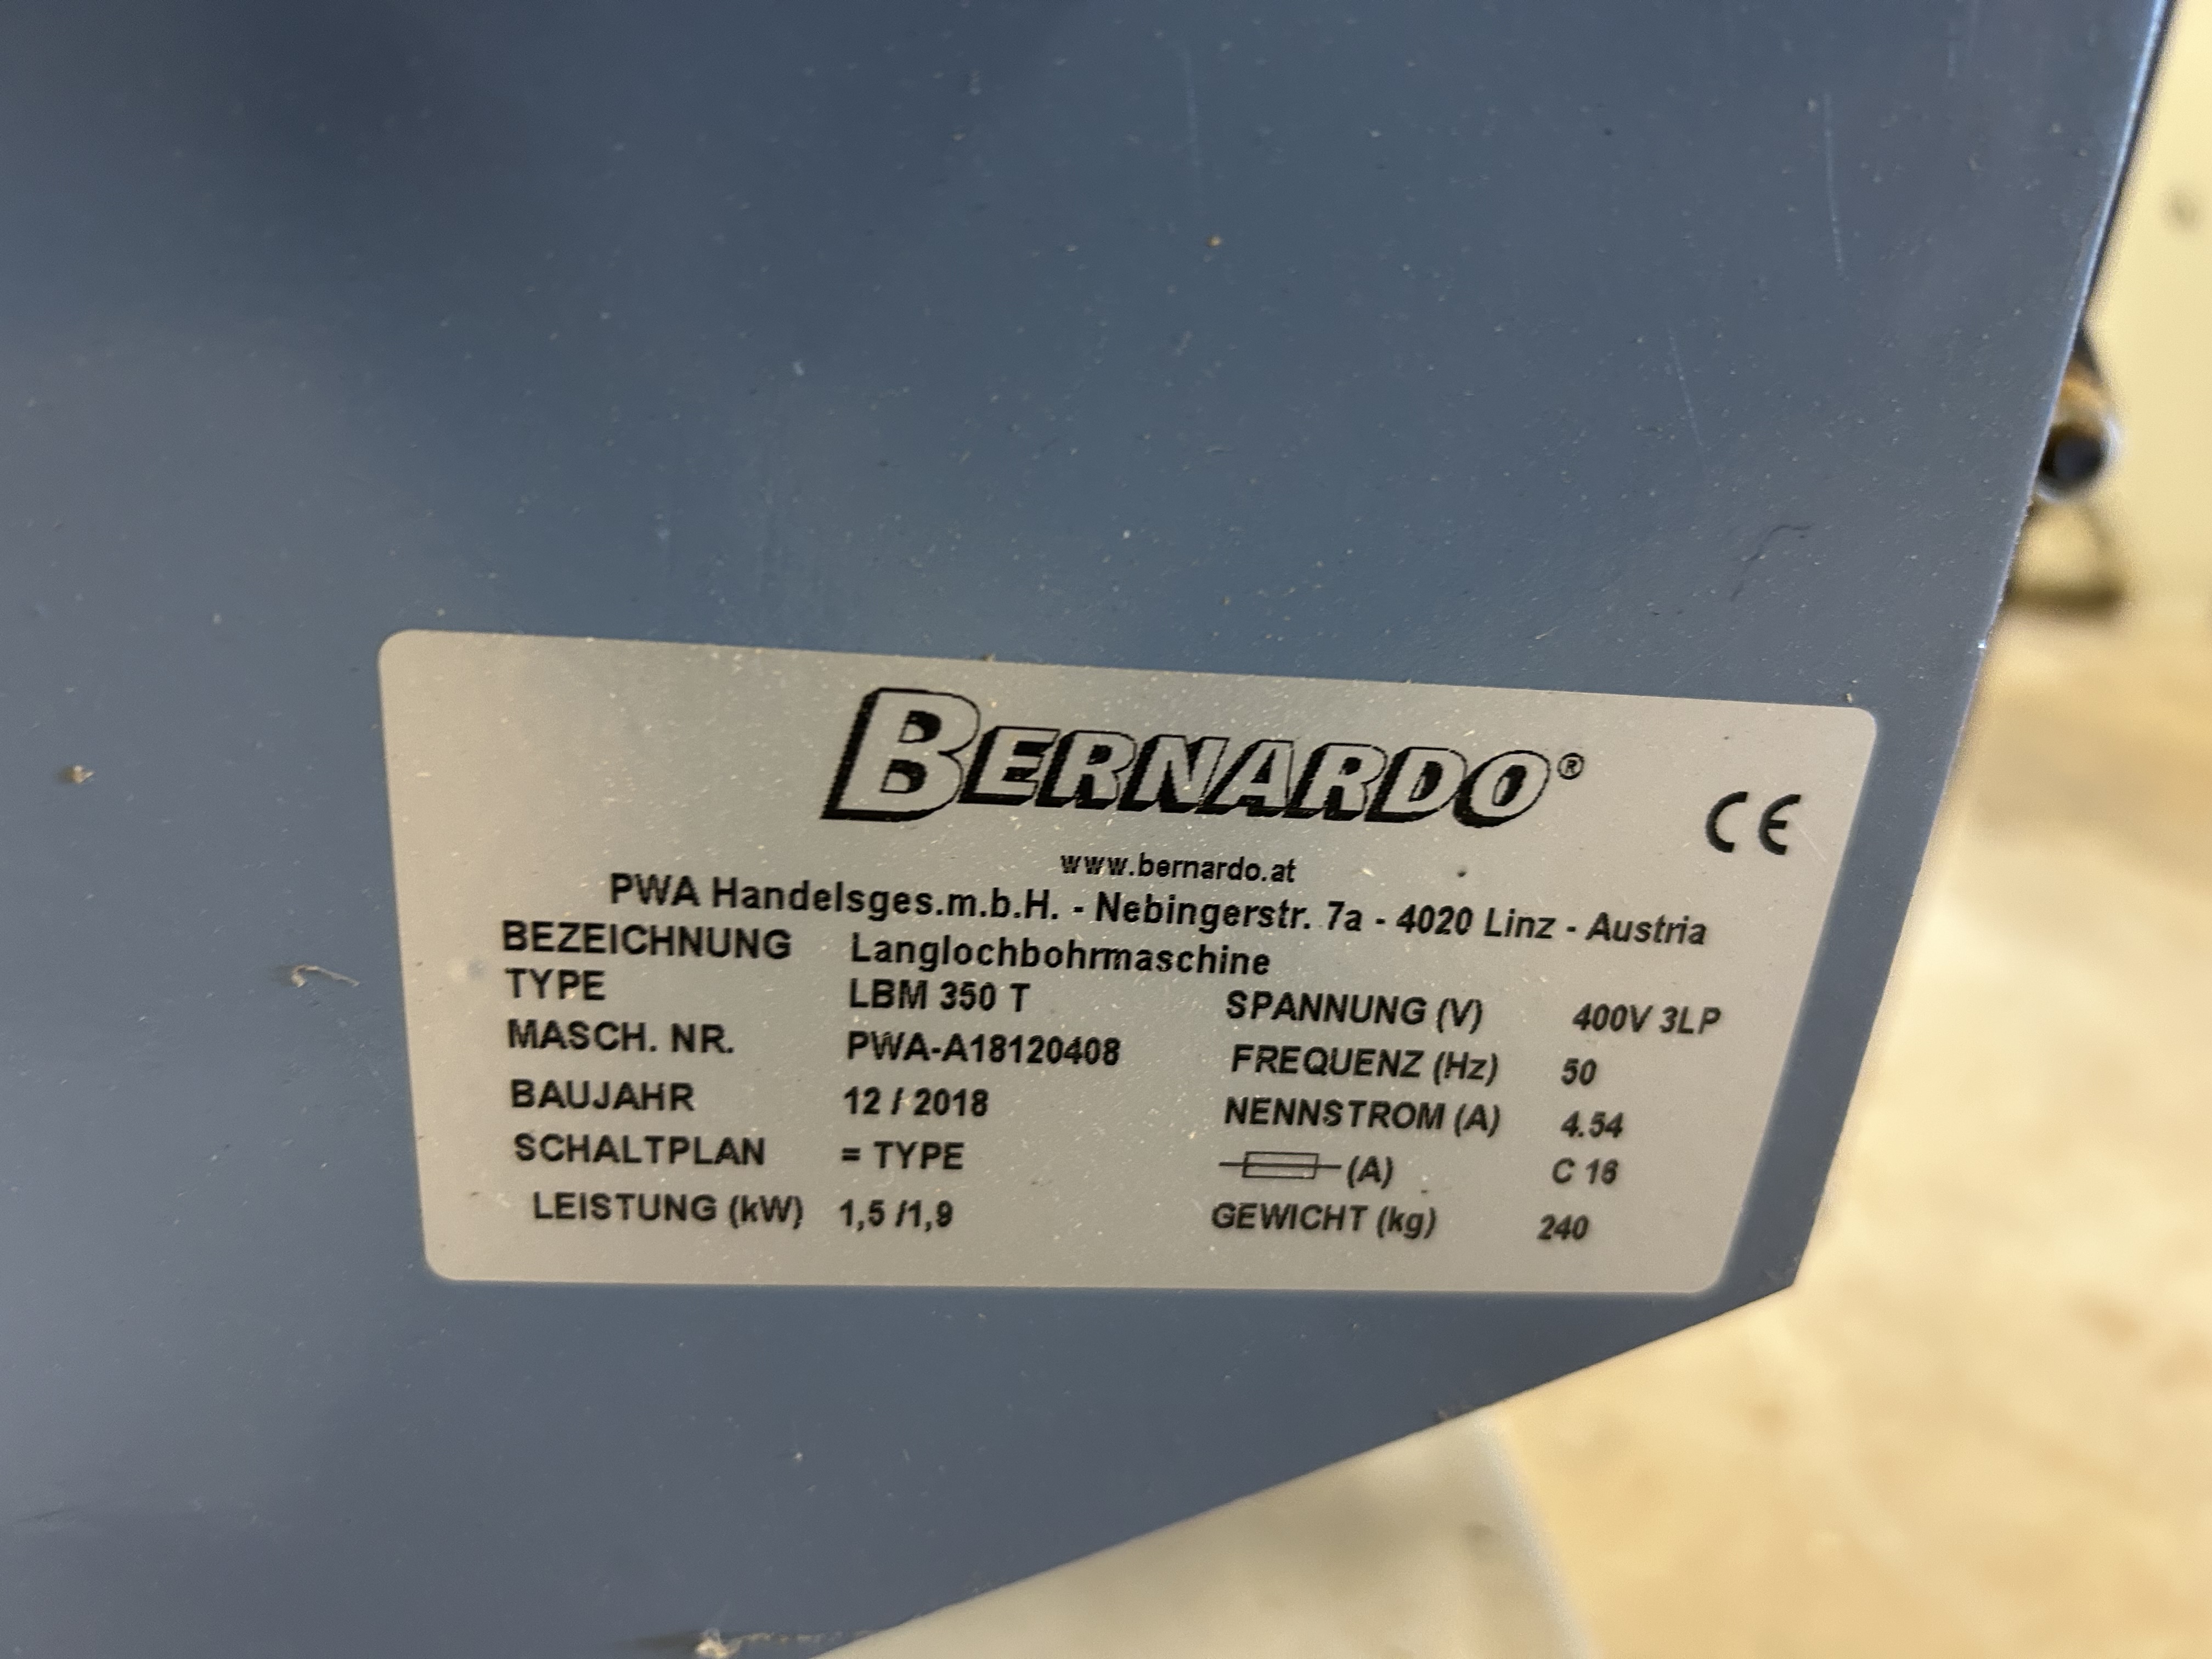 BERNARDO®
CE
www.bernardo.at
PWA Handelsges.m.b.H. - Nebingerstr. 7a - 4020 Linz - Austria
BEZEICHNUNG Langlochbohrmaschine
TYPE LBM 350 T SPANNUNG (V) 400V 3LP
MASCH. NR. PWA-A18120408 FREQUENZ (Hz) 50
BAUJAHR 12 / 2018 NENNSTROM (A) 4.54
SCHALTPLAN = TYPE (A) C 16
LEISTUNG (kW) 1,5 /1,9 GEWICHT (kg) 240